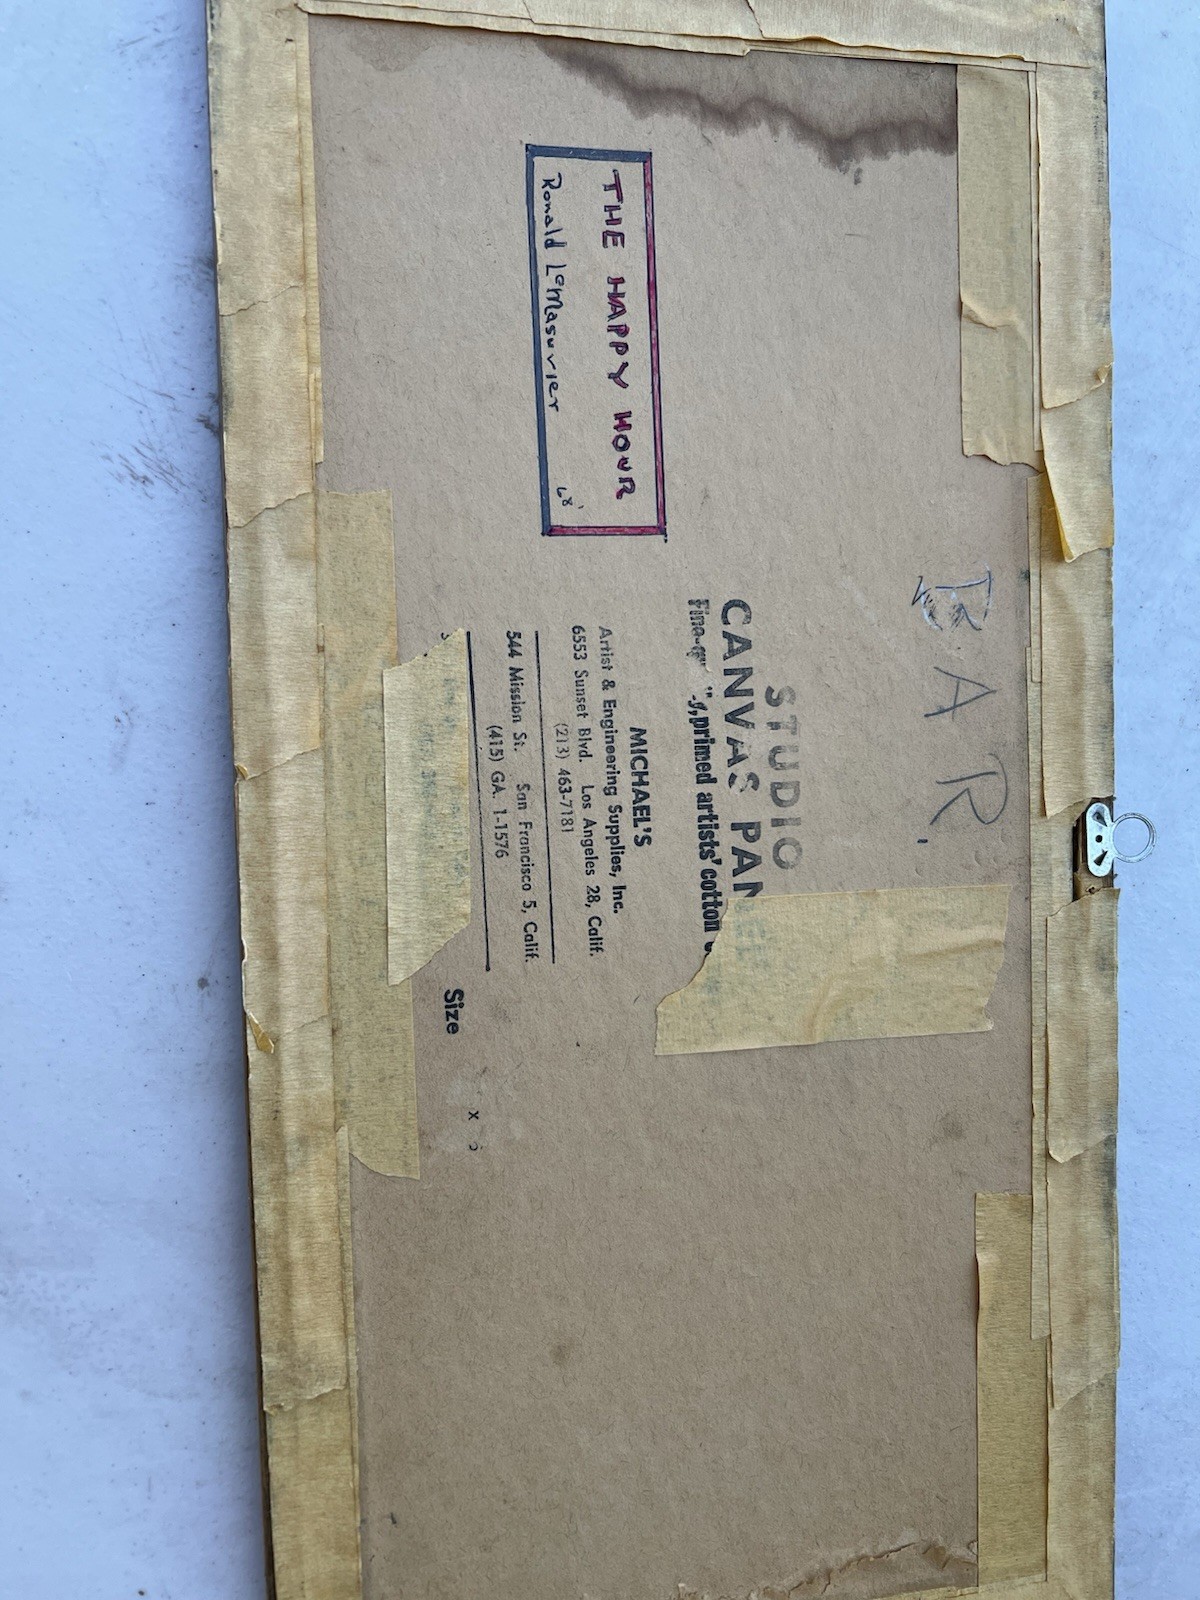 BAR.
THE HAPPY HOUR
Ronald LeMasurier
68'
STUDIO
CANVAS
primed artists' cotton
MICHAEL'S
Artist & Engineering Supplies, Inc.
6553 Sunset Blvd. Los Angeles 28, Calif.
(213) 463-7181
544 Mission St. San Francisco 5, Calif.
(415) GA. 1-1576
Size x